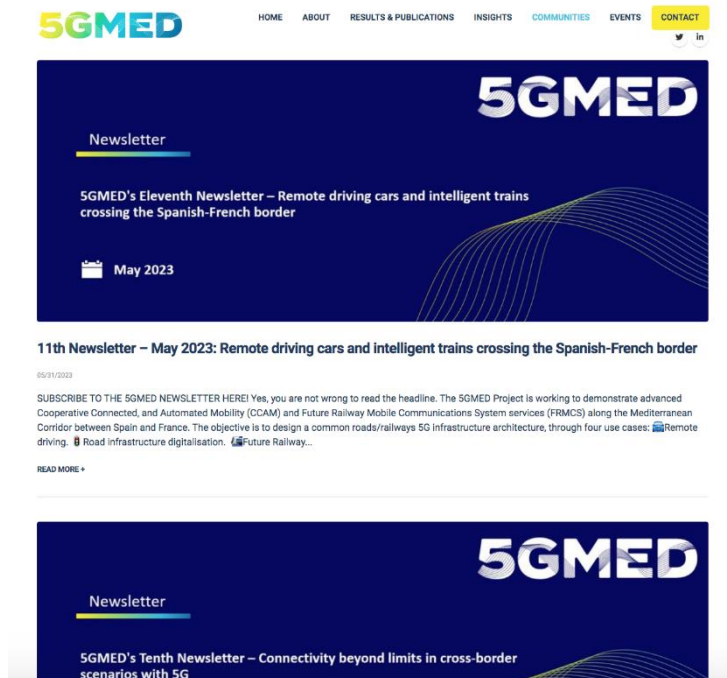 5GMED
HOME ABOUT RESULTS & PUBLICATIONS INSIGHTS COMMUNITIES EVENTS CONTACT
in
5GMED
Newsletter
5GMED's Eleventh Newsletter – Remote driving cars and intelligent trains
crossing the Spanish-French border
May 2023
11th Newsletter – May 2023: Remote driving cars and intelligent trains crossing the Spanish-French border
05/31/2023
SUBSCRIBE TO THE 5GMED NEWSLETTER HERE! Yes, you are not wrong to read the headline. The 5GMED Project is working to demonstrate advanced
Cooperative Connected, and Automated Mobility (CCAM) and Future Railway Mobile Communications System services (FRMCS) along the Mediterranean
Corridor between Spain and France. The objective is to design a common roads/railways 5G infrastructure architecture, through four use cases: 🚘Remote
driving. 🚦Road infrastructure digitalisation. 🚅Future Railway...
READ MORE +
5GMED
Newsletter
5GMED's Tenth Newsletter – Connectivity beyond limits in cross-border
scenarios with 5G